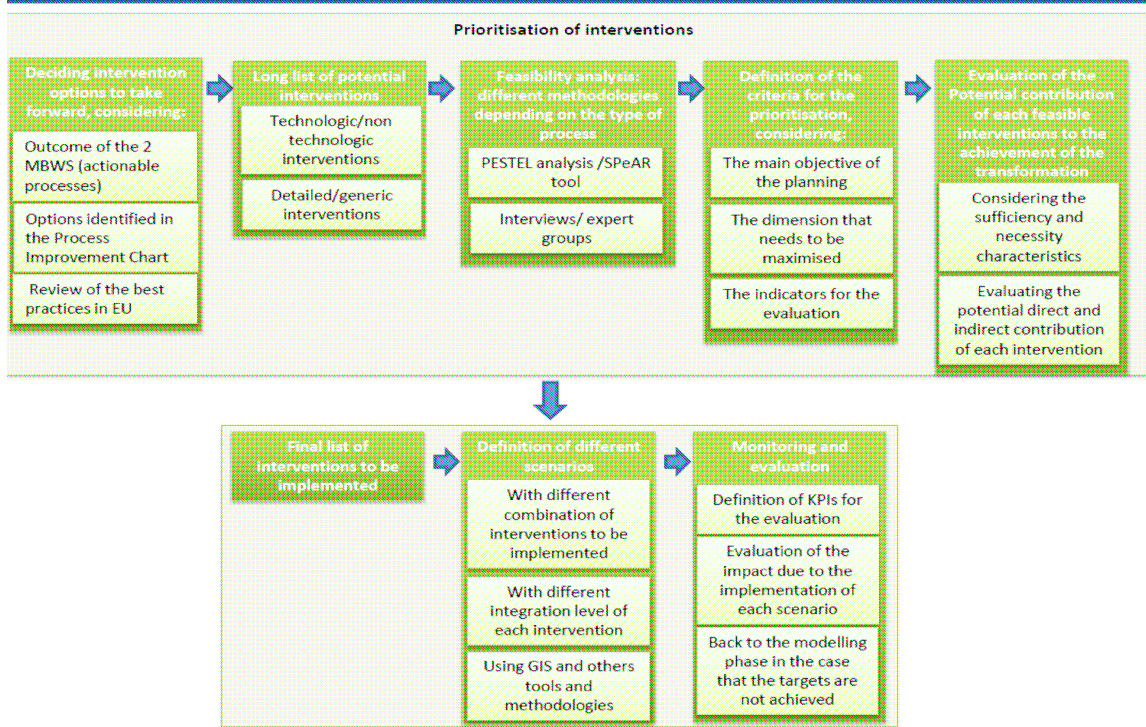 Prioritisation of interventions
Deciding intervention
options to take
forward, considering:
Outcome of the 2
MBWS (actionable
processes)
Options identified in
the Process
Improvement Chart
Review of the best
practices in EU
Long list of potential
interventions
Technologic/non
technologic
interventions
Detailed/generic
interventions
Feasibility analysis:
different methodologies
depending on the type of
process
PESTEL analysis /SPeAR
tool
Interviews/ expert
groups
Definition of the
criteria for the
prioritisation,
considering:
The main objective of
the planning
The dimension that
needs to be
maximised
The indicators for the
evaluation
Evaluation of the
Potential contribution
of each feasible
interventions to the
achievement of the
transformation
Considering the
sufficiency and
necessity
characteristics
Evaluating the
potential direct and
indirect contribution
of each intervention
Final list of
interventions to be
implemented
Definition of different
scenarios
With different
combination of
interventions to be
implemented
With different
integration level of
each intervention
Using GIS and others
tools and
methodologies
Monitoring and
evaluation
Definition of KPIs for
the evaluation
Evaluation of the
impact due to the
implementation of
each scenario
Back to the modelling
phase in the case
that the targets are
not achieved